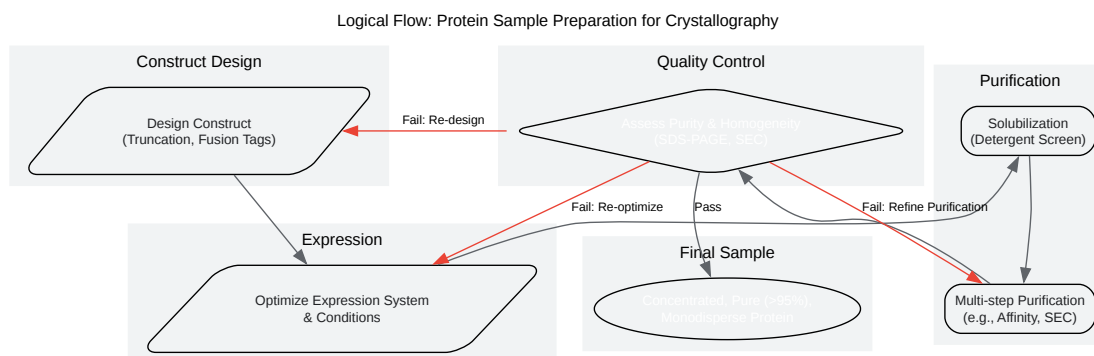 Logical Flow: Protein Sample Preparation for Crystallography
Construct Design
Design Construct
(Truncation, Fusion Tags)
Fail: Re-design
Quality Control
Assess Purity & Homogeneity
(SDS-PAGE, SEC)
Purification
Solubilization
(Detergent Screen)
Fail: Re-optimize
Pass
Fail: Refine Purification
Expression
Optimize Expression System
& Conditions
Final Sample
Concentrated, Pure (>95%),
Monodisperse Protein
Multi-step Purification
(e.g., Affinity, SEC)